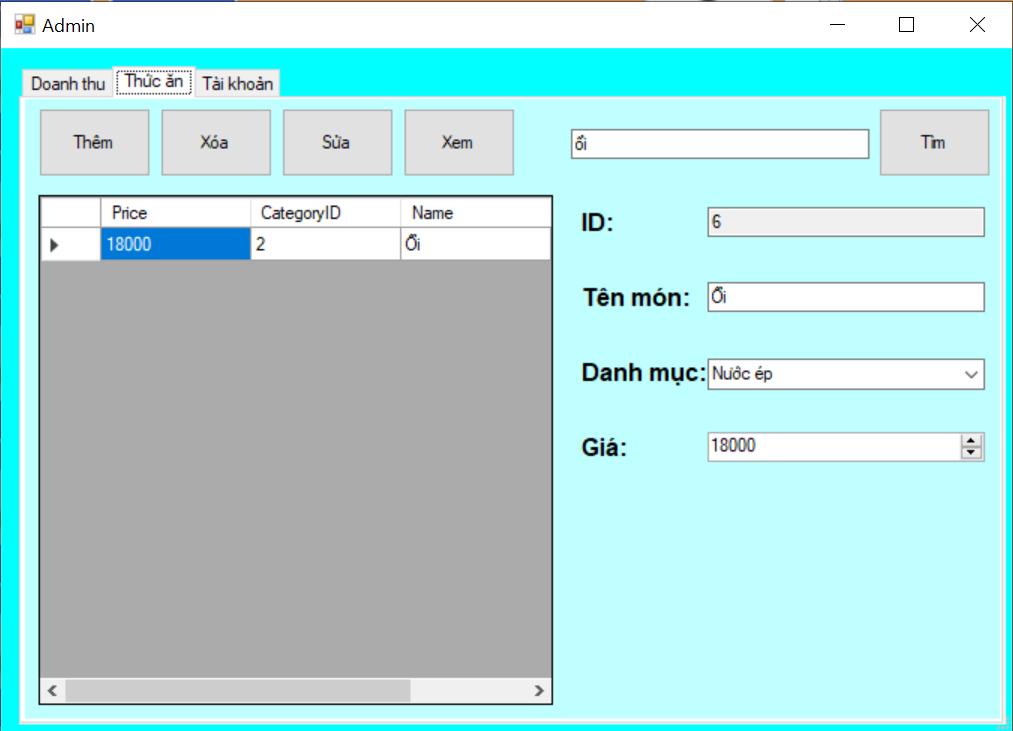 Admin
Doanh thu Thức ăn Tài khoản
Thêm Xóa Sửa Xem ổi Tìm
Price CategoryID Name
18000 2 Ổi
ID: 6
Tên món: Ổi
Danh mục: Nước ép
Giá: 18000